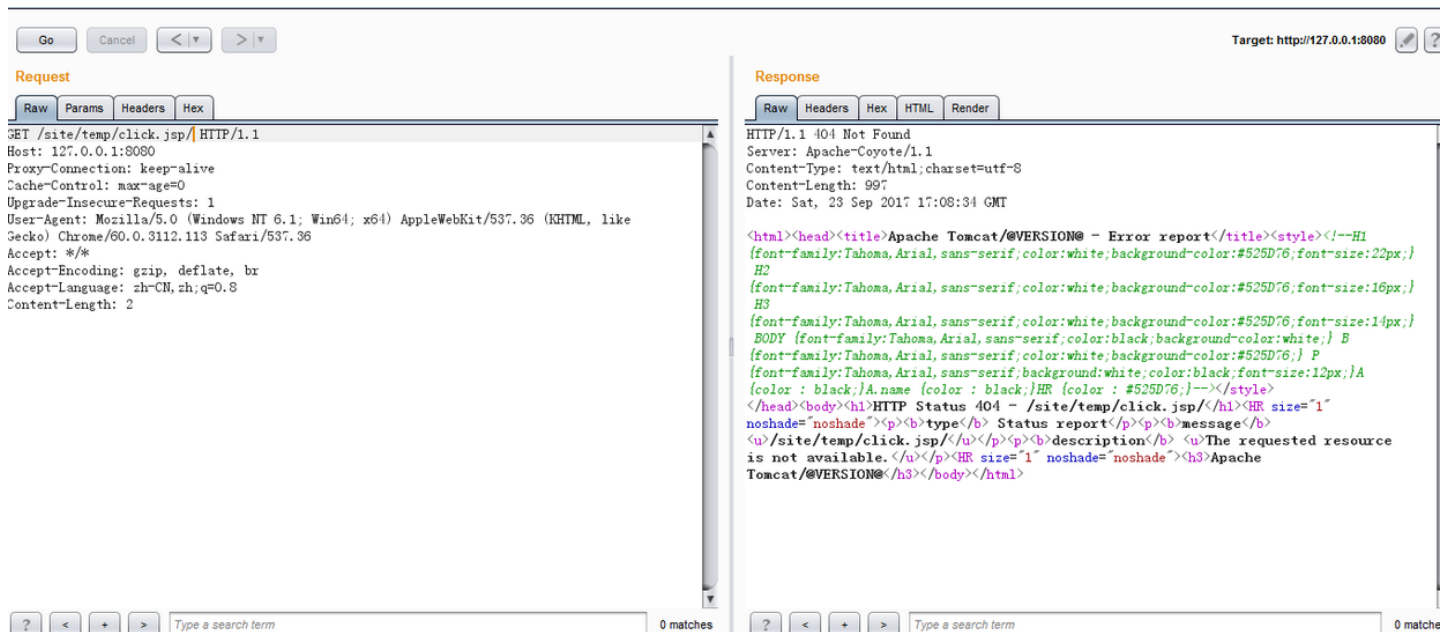 Go Cancel < > Target: http://127.0.0.1:8080 ?
Request
Raw Params Headers Hex
GET /site/temp/click.jsp/ HTTP/1.1
Host: 127.0.0.1:8080
Proxy-Connection: keep-alive
Cache-Control: max-age=0
Upgrade-Insecure-Requests: 1
User-Agent: Mozilla/5.0 (Windows NT 6.1; Win64; x64) AppleWebKit/537.36 (KHTML, like
Gecko) Chrome/60.0.3112.113 Safari/537.36
Accept: */*
Accept-Encoding: gzip, deflate, br
Accept-Language: zh-CN,zh;q=0.8
Content-Length: 2
? < + > Type a search term 0 matches
Response
Raw Headers Hex HTML Render
HTTP/1.1 404 Not Found
Server: Apache-Coyote/1.1
Content-Type: text/html;charset=utf-8
Content-Length: 997
Date: Sat, 23 Sep 2017 17:08:34 GMT
<html><head><title>Apache Tomcat/@VERSION@ - Error report</title><style><!--H1
{font-family:Tahoma,Arial,sans-serif;color:white;background-color:#525D76;font-size:22px;}
H2
{font-family:Tahoma,Arial,sans-serif;color:white;background-color:#525D76;font-size:16px;}
H3
{font-family:Tahoma,Arial,sans-serif;color:white;background-color:#525D76;font-size:14px;}
BODY {font-family:Tahoma,Arial,sans-serif;color:black;background-color:white;} B
{font-family:Tahoma,Arial,sans-serif;color:white;background-color:#525D76;} P
{font-family:Tahoma,Arial,sans-serif;background:white;color:black;font-size:12px;}A
{color : black;}A.name {color : black;}HR {color : #525D76;}--></style>
</head><body><h1>HTTP Status 404 - /site/temp/click.jsp/</h1><HR size="1"
noshade="noshade"><p><b>type</b> Status report</p><p><b>message</b>
<u>/site/temp/click.jsp/</u></p><p><b>description</b> <u>The requested resource
is not available.</u></p><HR size="1" noshade="noshade"><h3>Apache
Tomcat/@VERSION@</h3></body></html>
? < + > Type a search term 0 matche